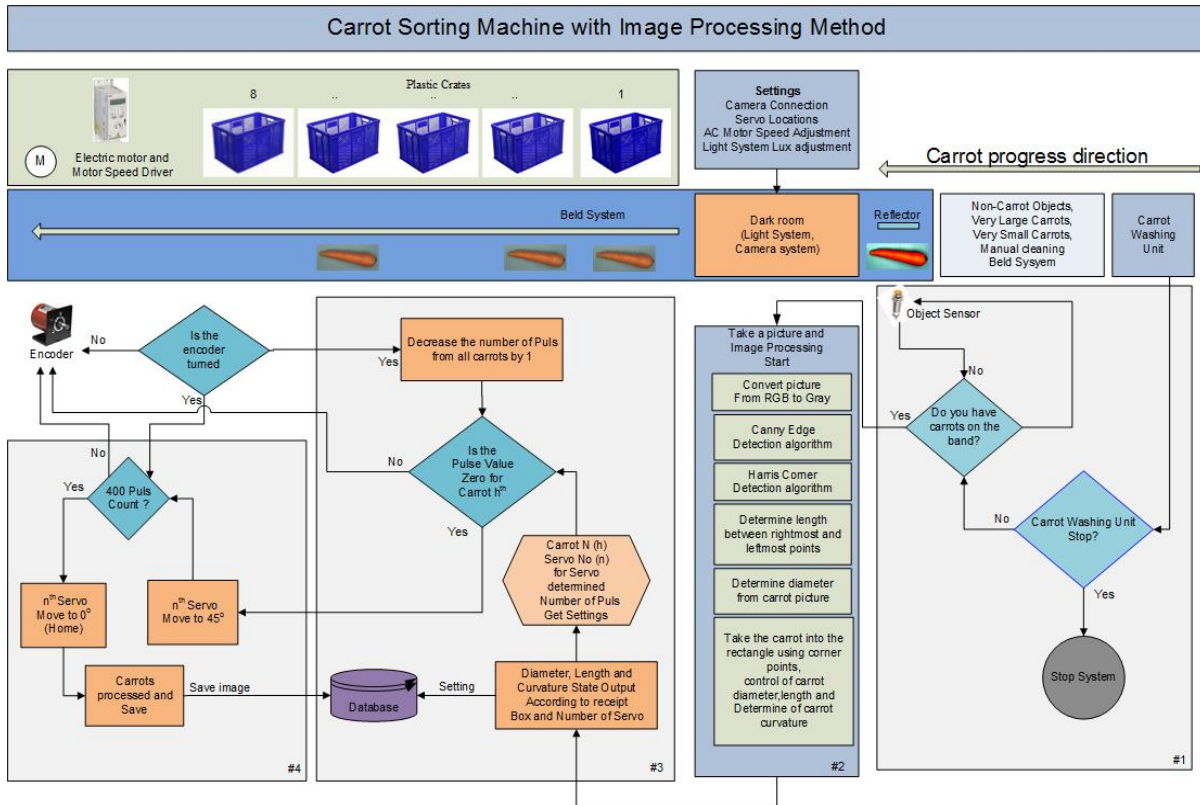 Carrot Sorting Machine with Image Processing Method
Plastic Crates
8
..
..
..
1
M
Electric motor and
Motor Speed Driver
Settings
Camera Connection
Servo Locations
AC Motor Speed Adjustment
Light System Lux adjustment
Carrot progress direction
Beld System
Dark room
(Light System,
Camera system)
Reflector
Non-Carrot Objects,
Very Large Carrots,
Very Small Carrots,
Manual cleaning
Beld Sysyem
Carrot
Washing
Unit
Encoder
No
Is the
encoder
turned
Yes
Yes
Decrease the number of Puls
from all carrots by 1
Is the
Pulse Value
Zero for
Carrot hth
No
Yes
Carrot N (h)
Servo No (n)
for Servo
determined
Number of Puls
Get Settings
Diameter, Length and
Curvature State Output
According to receipt
Box and Number of Servo
Setting
Database
#3
No
400 Puls
Count ?
Yes
nth Servo
Move to 0o
(Home)
nth Servo
Move to 45o
Carrots
processed and
Save
Save image
#4
Take a picture and
Image Processing
Start
Convert picture
From RGB to Gray
Canny Edge
Detection algorithm
Harris Corner
Detection algorithm
Determine length
between rightmost and
leftmost points
Determine diameter
from carrot picture
Take the carrot into the
rectangle using corner
points,
control of carrot
diameter,length and
Determine of carrot
curvature
#2
Object Sensor
No
Do you have
carrots on the
band?
Yes
No
Carrot Washing Unit
Stop?
Yes
Stop System
#1